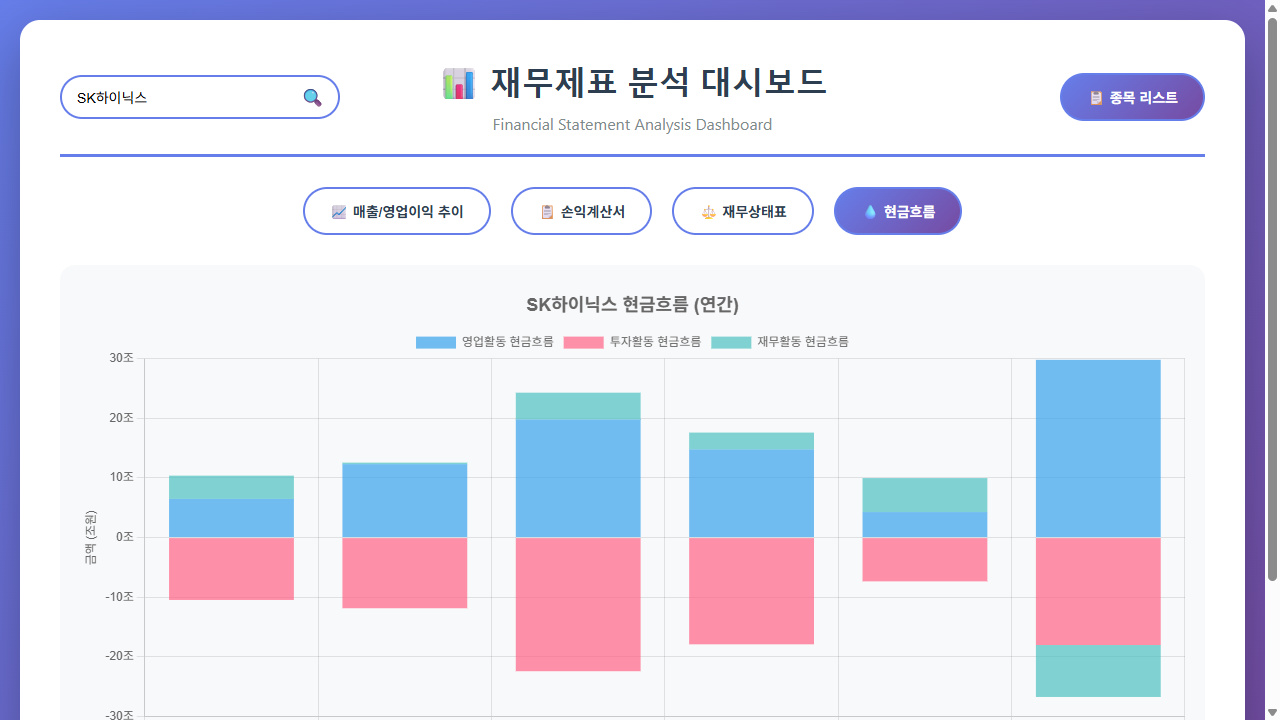 SK하이닉스
📊 재무제표 분석 대시보드
Financial Statement Analysis Dashboard
📋 종목 리스트
📈 매출/영업이익 추이
📋 손익계산서
⚖️ 재무상태표
💧 현금흐름
SK하이닉스 현금흐름 (연간)
영업활동 현금흐름 투자활동 현금흐름 재무활동 현금흐름
금액 (조원)
30조
20조
10조
0조
-10조
-20조
-30조